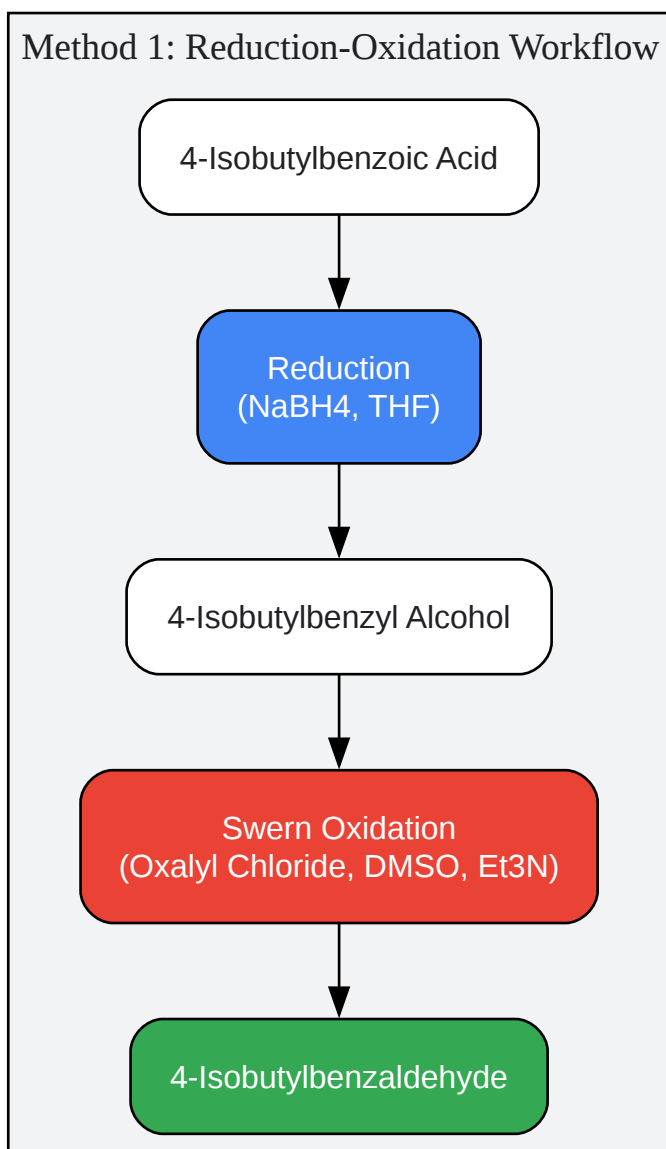 Method 1: Reduction-Oxidation Workflow
4-Isobutylbenzoic Acid
Reduction
(NaBH4, THF)
4-Isobutylbenzyl Alcohol
Swern Oxidation
(Oxalyl Chloride, DMSO, Et3N)
4-Isobutylbenzaldehyde